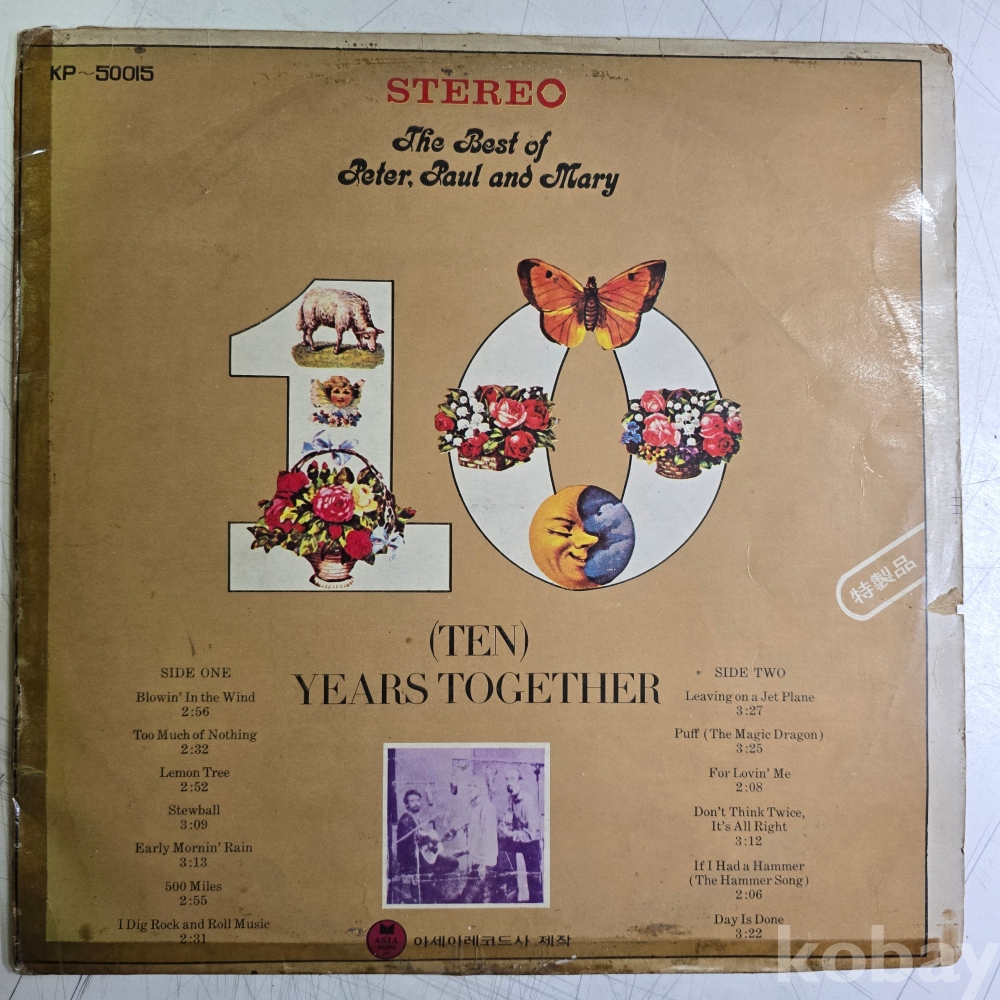 KP~50015
STEREO
The Best of
Peter, Paul and Mary
10
特製品
(TEN)
YEARS TOGETHER
SIDE ONE
Blowin' In the Wind
2:56
Too Much of Nothing
2:32
Lemon Tree
2:52
Stewball
3:09
Early Mornin' Rain
3:13
500 Miles
2:55
I Dig Rock and Roll Music
2:31
SIDE TWO
Leaving on a Jet Plane
3:27
Puff (The Magic Dragon)
3:25
For Lovin' Me
2:08
Don't Think Twice,
It's All Right
3:12
If I Had a Hammer
(The Hammer Song)
2:06
Day Is Done
3:22
ASIA
아세아레코드사 제작
kobay